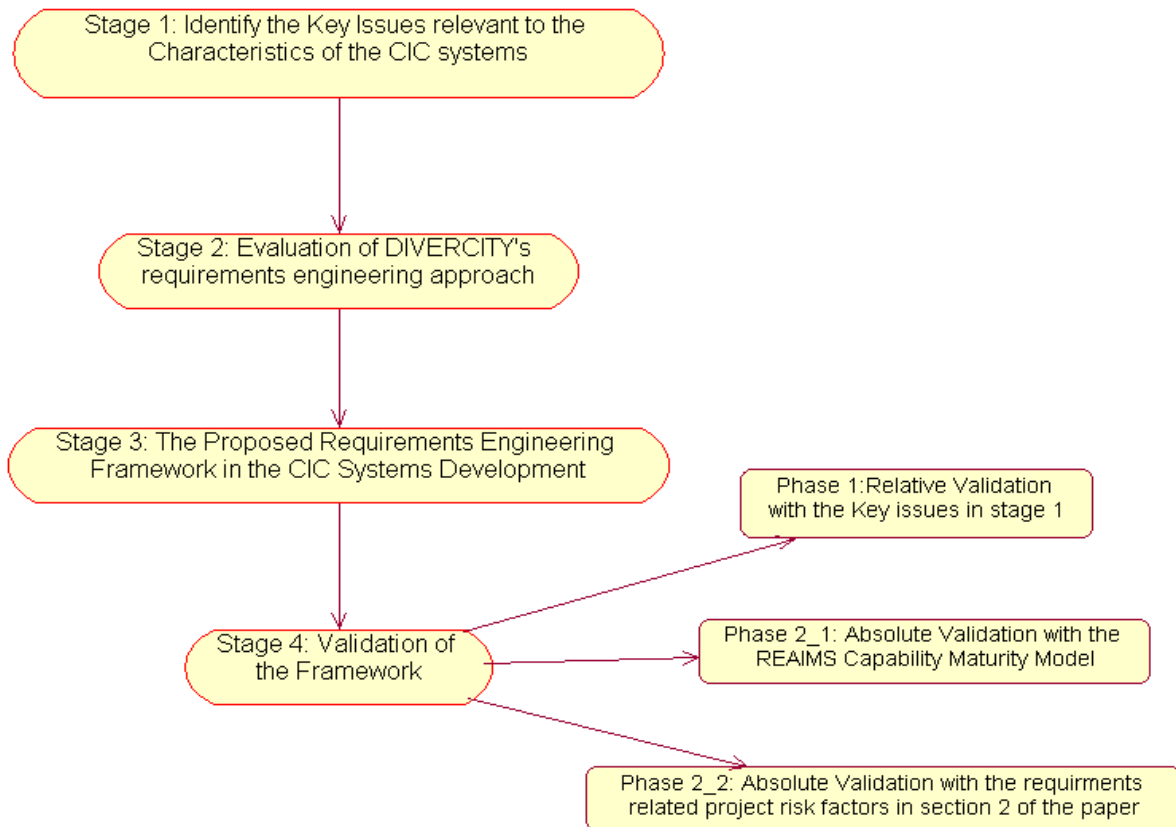 Stage 1: Identify the Key Issues relevant to the
Characteristics of the CIC systems
Stage 2: Evaluation of DIVERCITY's
requirements engineering approach
Stage 3: The Proposed Requirements Engineering
Framework in the CIC Systems Development
Stage 4: Validation of
the Framework
Phase 1:Relative Validation
with the Key issues in stage 1
Phase 2_1: Absolute Validation with the
REAIMS Capability Maturity Model
Phase 2_2: Absolute Validation with the requirments
related project risk factors in section 2 of the paper